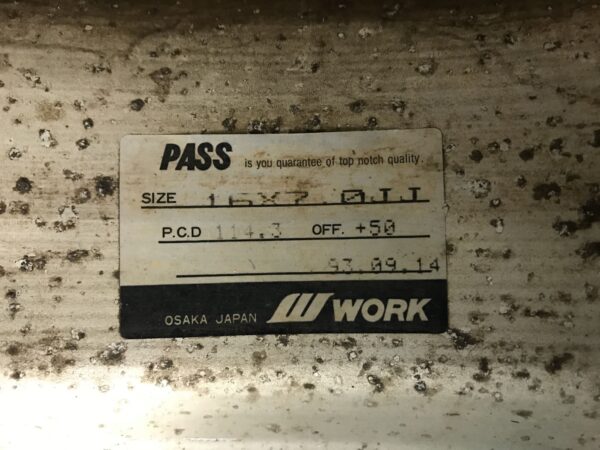 PASS is you quarantee of top notch quality.
SIZE 16X7.0JJ
P.C.D 114.3 OFF. +50
93.09.14
OSAKA JAPAN W WORK